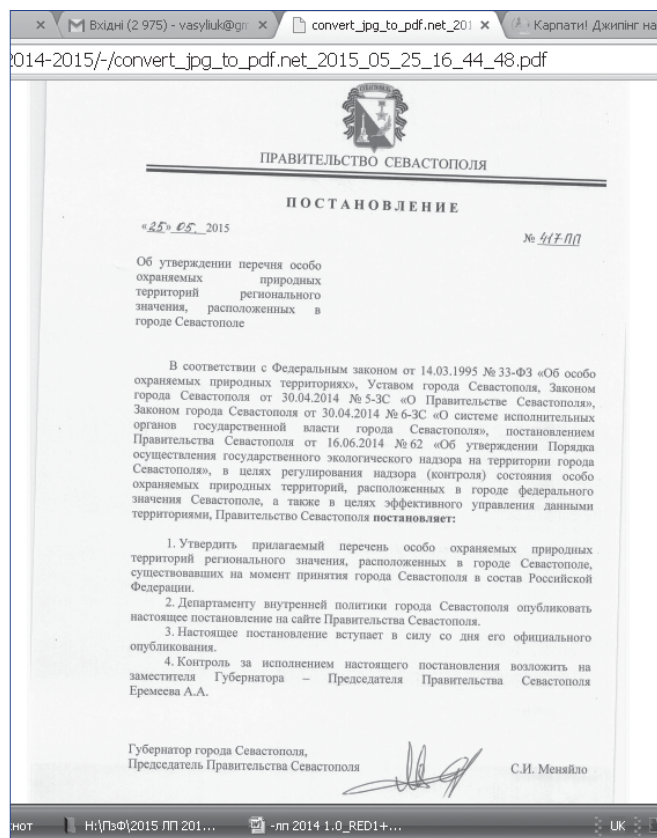 Вхідні (2 975) - vasyliuk@gm
convert_jpg_to_pdf.net_201
Карпати! Джипінг на
2014-2015/-/convert_jpg_to_pdf.net_2015_05_25_16_44_48.pdf
ПРАВИТЕЛЬСТВО СЕВАСТОПОЛЯ
ПОСТАНОВЛЕНИЕ
«25» 05. 2015
№ 417-ПП
Об утверждении перечня особо
охраняемых природных
территорий регионального
значения, расположенных в
городе Севастополе
В соответствии с Федеральным законом от 14.03.1995 № 33-ФЗ «Об особо
охраняемых природных территориях», Уставом города Севастополя, Законом
города Севастополя от 30.04.2014 № 5-ЗС «О Правительстве Севастополя»,
Законом города Севастополя от 30.04.2014 № 6-ЗС «О системе исполнительных
органов государственной власти города Севастополя», постановлением
Правительства Севастополя от 16.06.2014 № 62 «Об утверждении Порядка
осуществления государственного экологического надзора на территории города
Севастополя», в целях регулирования надзора (контроля) состояния особо
охраняемых природных территорий, расположенных в городе федерального
значения Севастополе, а также в целях эффективного управления данными
территориями, Правительство Севастополя постановляет:
1. Утвердить прилагаемый перечень особо охраняемых природных
территорий регионального значения, расположенных в городе Севастополе,
существовавших на момент принятия города Севастополя в состав Российской
Федерации.
2. Департаменту внутренней политики города Севастополя опубликовать
настоящее постановление на сайте Правительства Севастополя.
3. Настоящее постановление вступает в силу со дня его официального
опубликования.
4. Контроль за исполнением настоящего постановления возложить на
заместителя Губернатора – Председателя Правительства Севастополя
Еремеева А.А.
Губернатор города Севастополя,
Председатель Правительства Севастополя
С.И. Меняйло
нот
H:\ПзФ\2015 ЛП 201...
-лп 2014 1.0_RED1+...
UK